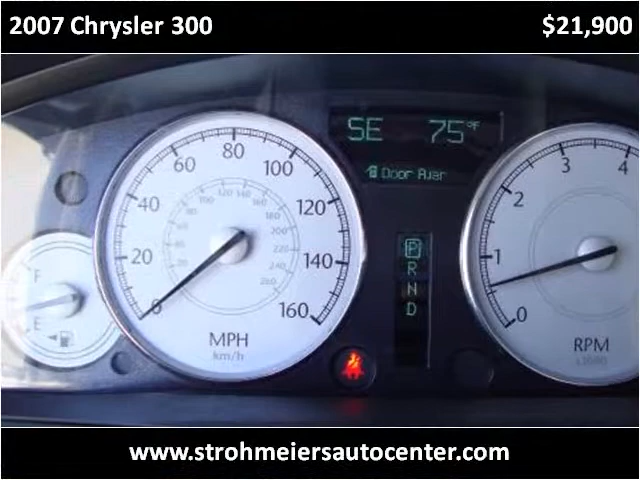 2007 Chrysler 300 $21,900
SE 75°F
Door Ajar
60 80 100
40 120
20 140
0 160
MPH
km/h
F
E
P
R
N
D
3 4
2
1
0
RPM
x1000
www.strohmeiersautocenter.com